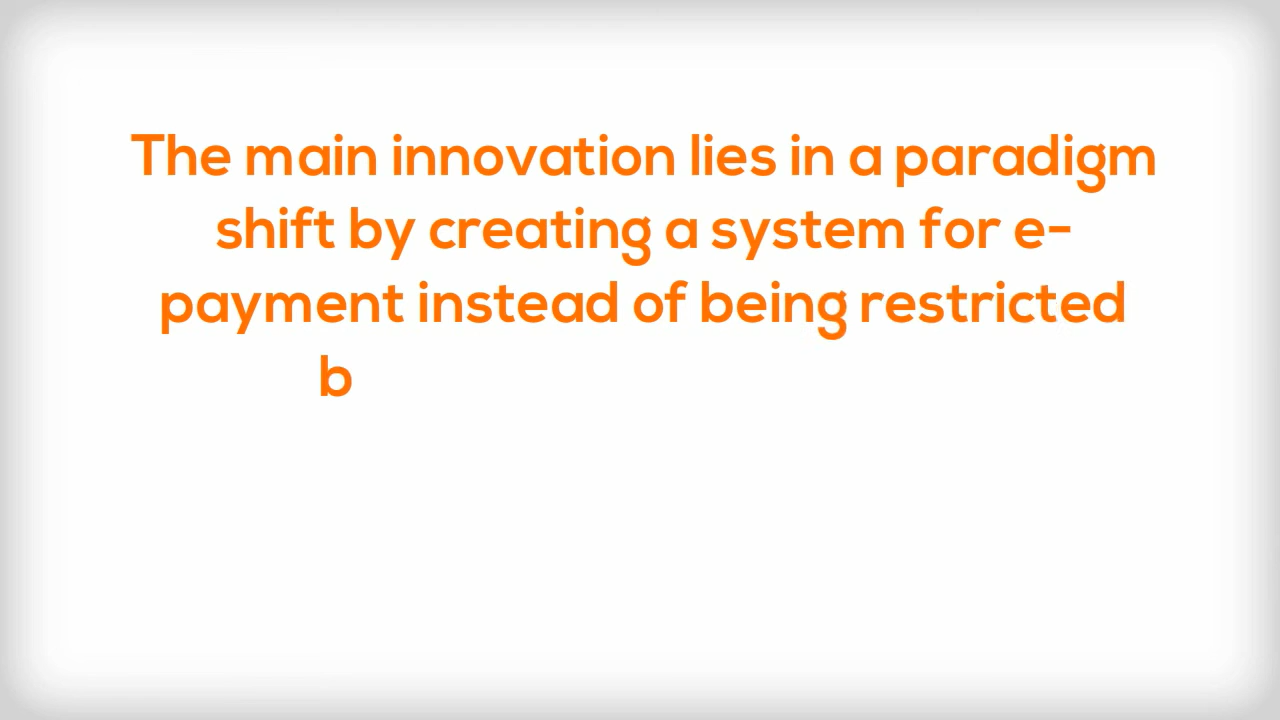 The main innovation lies in a paradigm
shift by creating a system for e-
payment instead of being restricted
b